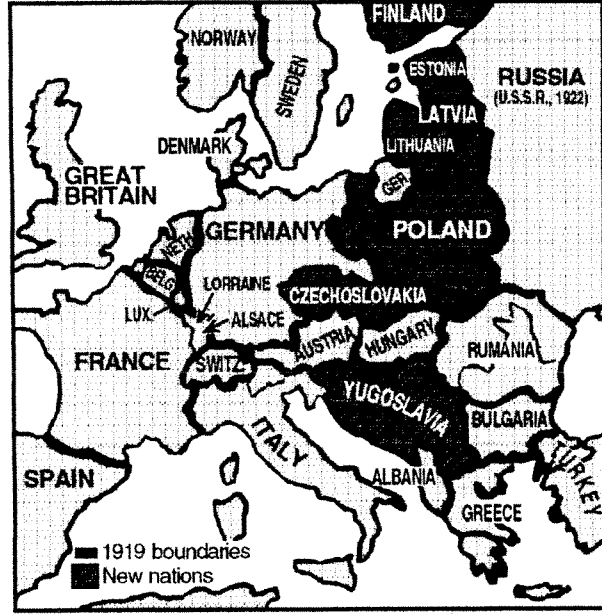 FINLAND
NORWAY
SWEDEN
ESTONIA
RUSSIA
(U.S.S.R., 1922)
LATVIA
DENMARK
LITHUANIA
GREAT
BRITAIN
GER.
NETH.
GERMANY
POLAND
BELG.
LORRAINE
CZECHOSLOVAKIA
LUX.
ALSACE
AUSTRIA
HUNGARY
RUMANIA
FRANCE
SWITZ.
YUGOSLAVIA
BULGARIA
ITALY
TURKEY
SPAIN
ALBANIA
GREECE
1919 boundaries
New nations